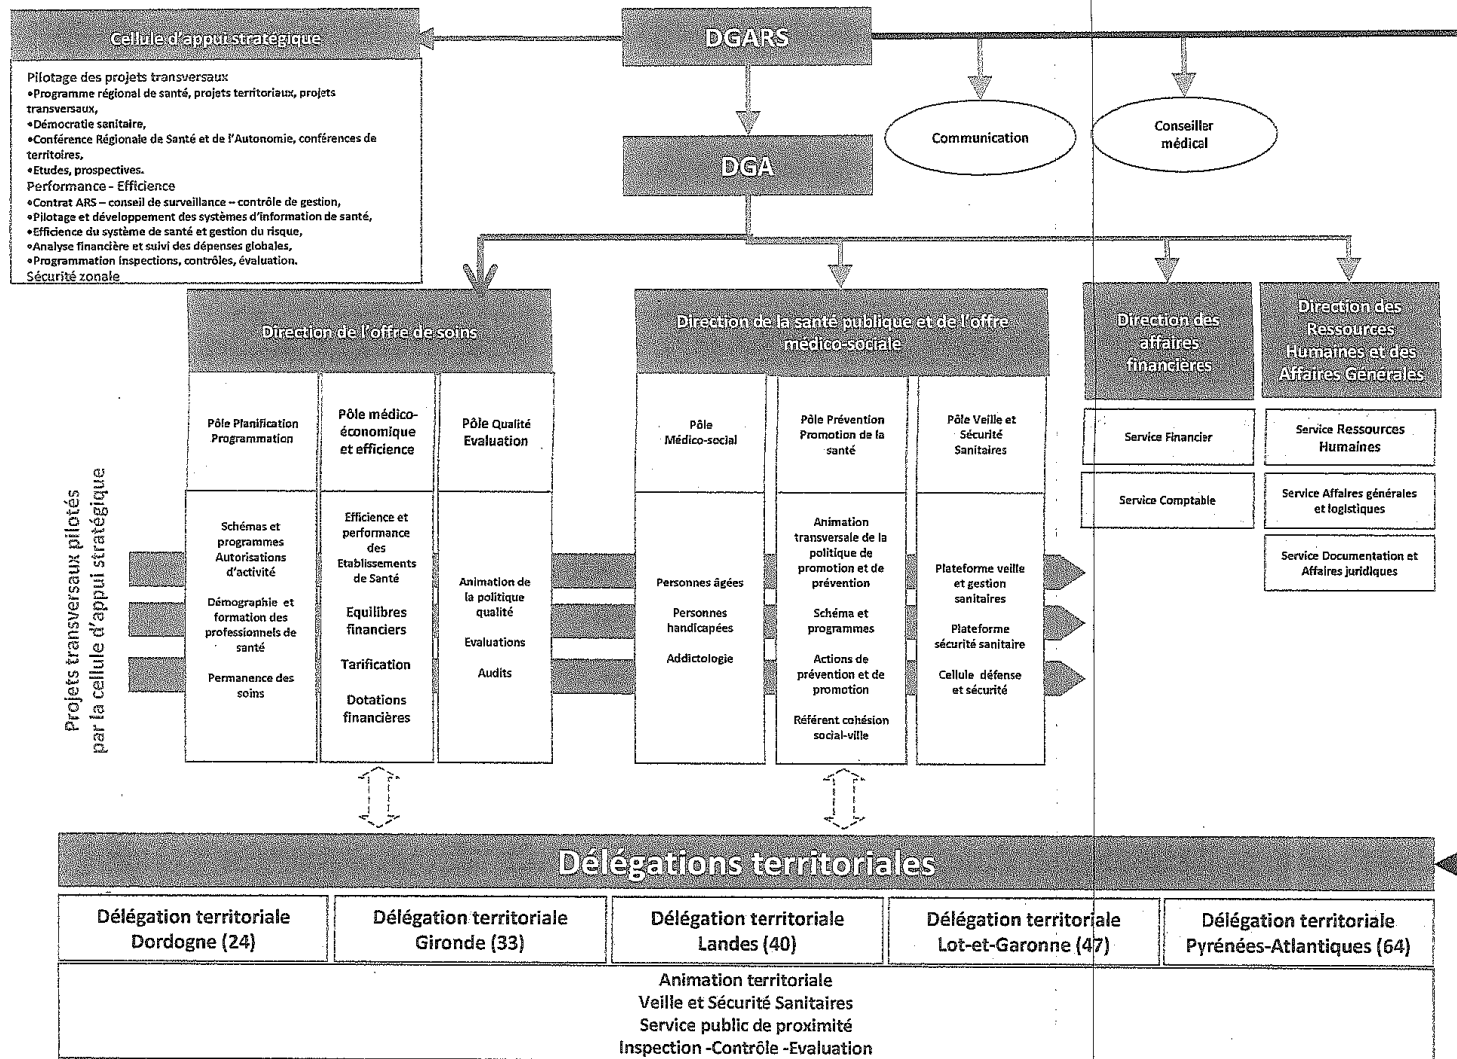 Cellule d'appui stratégique
Pilotage des projets transversaux
•Programme régional de santé, projets territoriaux, projets
transversaux,
•Démocratie sanitaire,
•Conférence Régionale de Santé et de l'Autonomie, conférences de
territoires,
•Etudes, prospectives.
Performance - Efficience
•Contrat ARS – conseil de surveillance – contrôle de gestion,
•Pilotage et développement des systèmes d'information de santé,
•Efficience du système de santé et gestion du risque,
•Analyse financière et suivi des dépenses globales,
•Programmation inspections, contrôles, évaluation.
Sécurité zonale
DGARS
DGA
Communication
Conseiller
médical
Direction de l'offre de soins
Pôle Planification
Programmation
Pôle médico-
économique
et efficience
Pôle Qualité
Evaluation
Schémas et
programmes
Autorisations
d'activité
Démographie et
formation des
professionnels de
santé
Permanence des
soins
Efficience et
performance
des
Etablissements
de Santé
Equilibres
financiers
Tarification
Dotations
financières
Animation de
la politique
qualité
Evaluations
Audits
Direction de la santé publique et de l'offre
médico-sociale
Pôle
Médico-social
Pôle Prévention
Promotion de la
santé
Pôle Veille et
Sécurité
Sanitaires
Personnes âgées
Personnes
handicapées
Addictologie
Animation
transversale de la
politique de
promotion et de
prévention
Schéma et
programmes
Actions de
prévention et de
promotion
Référent cohésion
social-ville
Plateforme veille
et gestion
sanitaires
Plateforme
sécurité sanitaire
Cellule défense
et sécurité
Direction des
affaires
financières
Service Financier
Service Comptable
Direction des
Ressources
Humaines et des
Affaires Générales
Service Ressources
Humaines
Service Affaires générales
et logistiques
Service Documentation et
Affaires juridiques
Projets transversaux pilotés
par la cellule d'appui stratégique
Délégations territoriales
Délégation territoriale
Dordogne (24)
Délégation territoriale
Gironde (33)
Délégation territoriale
Landes (40)
Délégation territoriale
Lot-et-Garonne (47)
Délégation territoriale
Pyrénées-Atlantiques (64)
Animation territoriale
Veille et Sécurité Sanitaires
Service public de proximité
Inspection -Contrôle -Evaluation